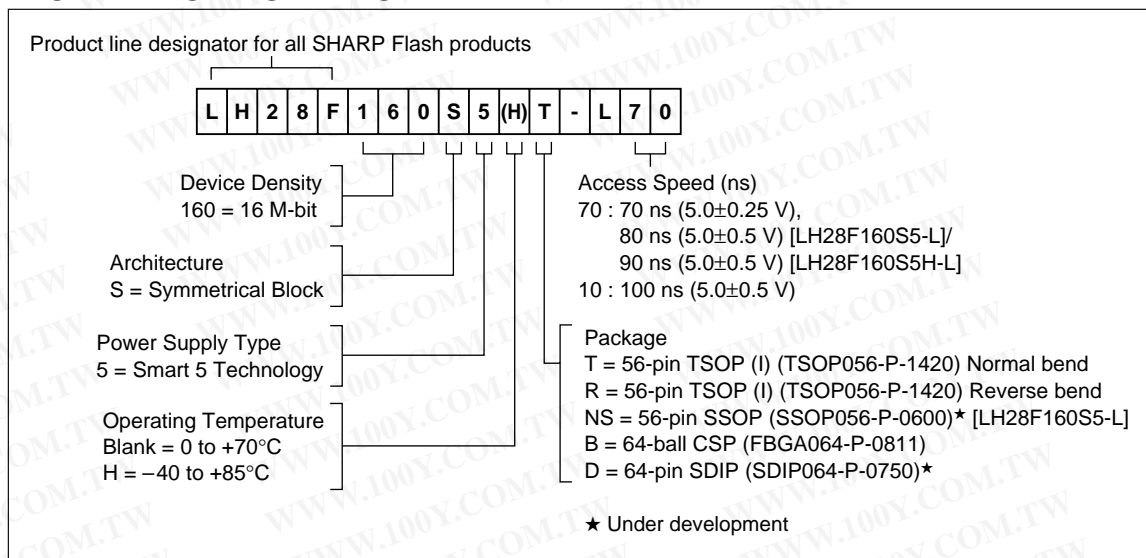 Product line designator for all SHARP Flash products
L H 2 8 F 1 6 0 S 5 (H) T - L 7 0
Device Density
160 = 16 M-bit
Architecture
S = Symmetrical Block
Power Supply Type
5 = Smart 5 Technology
Operating Temperature
Blank = 0 to +70°C
H = −40 to +85°C
Access Speed (ns)
70 : 70 ns (5.0±0.25 V),
80 ns (5.0±0.5 V) [LH28F160S5-L]/
90 ns (5.0±0.5 V) [LH28F160S5H-L]
10 : 100 ns (5.0±0.5 V)
Package
T = 56-pin TSOP (I) (TSOP056-P-1420) Normal bend
R = 56-pin TSOP (I) (TSOP056-P-1420) Reverse bend
NS = 56-pin SSOP (SSOP056-P-0600)★ [LH28F160S5-L]
B = 64-ball CSP (FBGA064-P-0811)
D = 64-pin SDIP (SDIP064-P-0750)★
★ Under development
WWW.100Y.COM.TW